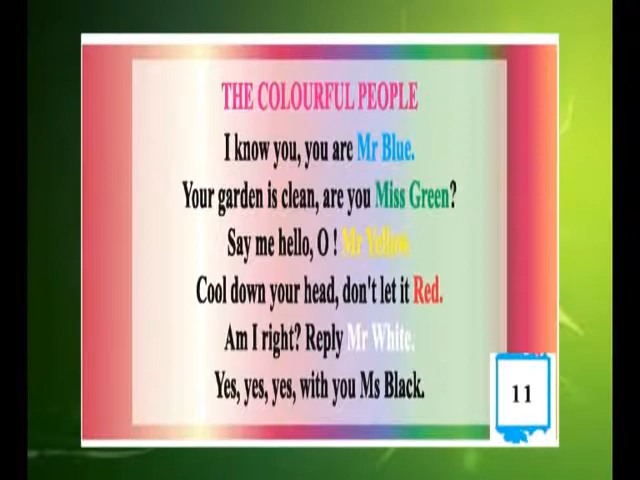 THE COLOURFUL PEOPLE
I know you, you are Mr Blue.
Your garden is clean, are you Miss Green?
Say me hello, O ! Mr Yellow.
Cool down your head, don't let it Red.
Am I right? Reply Mr White.
Yes, yes, yes, with you Ms Black.
11